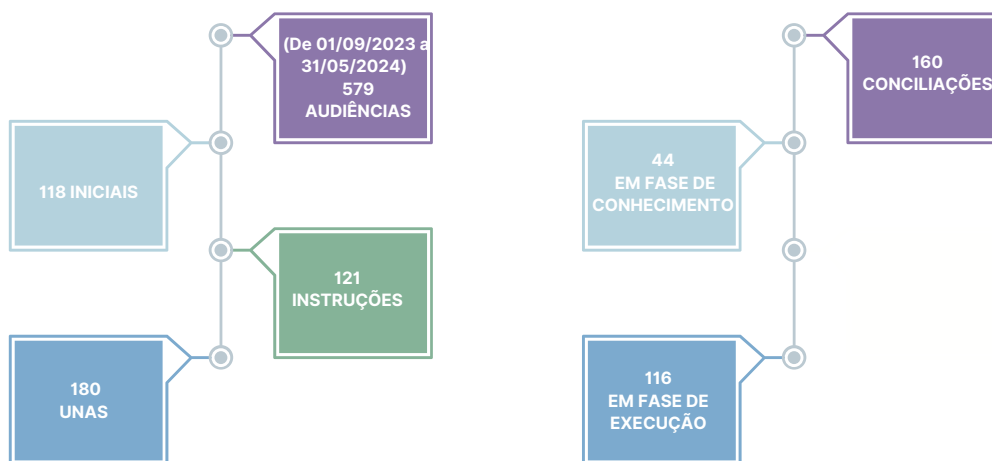 (De 01/09/2023 a
31/05/2024)
579
AUDIÊNCIAS
118 INICIAIS
121
INSTRUÇÕES
180
UNAS
160
CONCILIAÇÕES
44
EM FASE DE
CONHECIMENTO
116
EM FASE DE
EXECUÇÃO